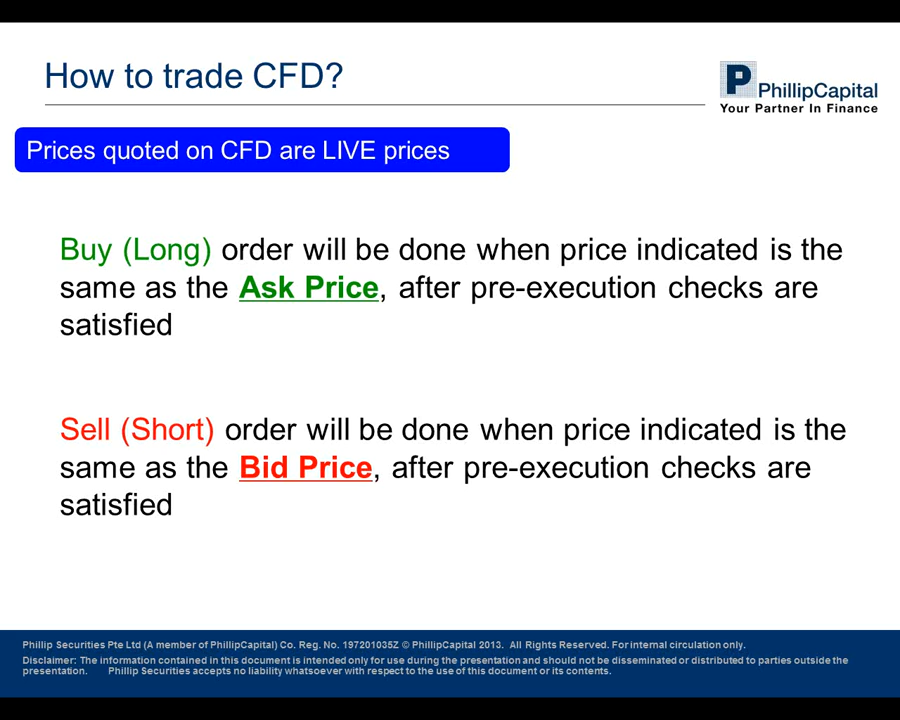 How to trade CFD?
P PhillipCapital
Your Partner In Finance
Prices quoted on CFD are LIVE prices
Buy (Long) order will be done when price indicated is the
same as the Ask Price, after pre-execution checks are
satisfied
Sell (Short) order will be done when price indicated is the
same as the Bid Price, after pre-execution checks are
satisfied
Phillip Securities Pte Ltd (A member of PhillipCapital) Co. Reg. No. 197201035Z © PhillipCapital 2013. All Rights Reserved. For internal circulation only.
Disclaimer: The information contained in this document is intended only for use during the presentation and should not be disseminated or distributed to parties outside the
presentation. Phillip Securities accepts no liability whatsoever with respect to the use of this document or its contents.